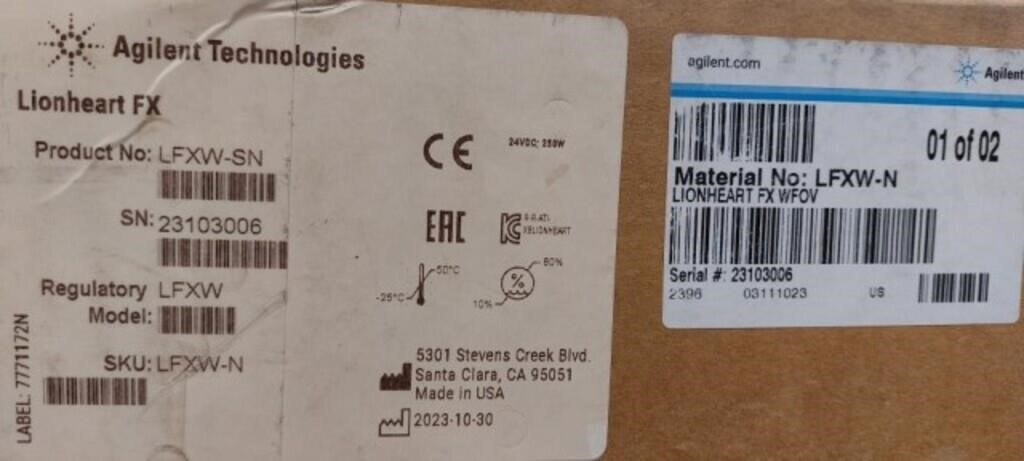 Agilent Technologies
Lionheart FX
Product No: LFXW-SN
SN: 23103006
Regulatory LFXW
Model:
SKU: LFXW-N
LABEL: 7771172N
CE
24VDC; 250W
EAC
KC
-25°C
50°C
10%
%
80%
5301 Stevens Creek Blvd.
Santa Clara, CA 95051
Made in USA
2023-10-30
agilent.com
Agilent
01 of 02
Material No: LFXW-N
LIONHEART FX WFOV
Serial #: 23103006
2396 03111023 US